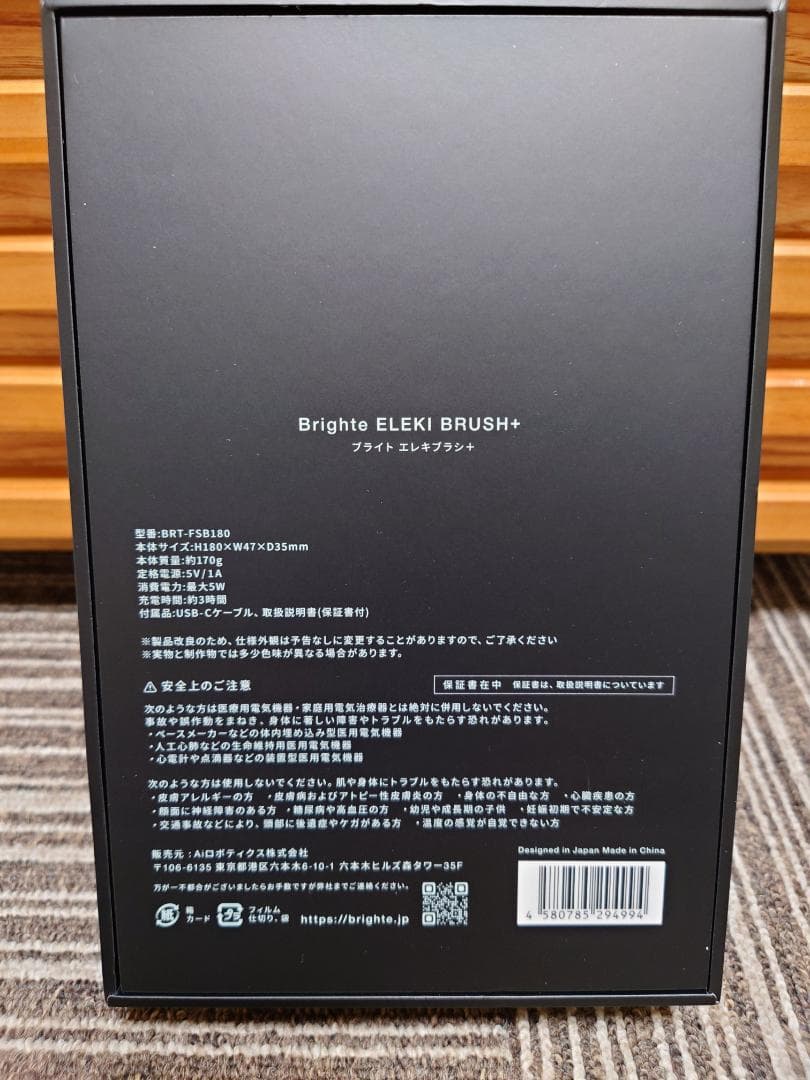 Brighte ELEKI BRUSH+
ブライト エレキブラシ＋
型番:BRT-FSB180
本体サイズ:H180×W47×D35mm
本体質量:約170g
定格電源:5V/1A
消費電力:最大5W
充電時間:約3時間
付属品:USB-Cケーブル、取扱説明書(保証書付)
※製品改良のため、仕様外観は予告なしに変更することがありますので、ご了承ください
※実物と制作物では多少色味が異なる場合があります。
⚠ 安全上のご注意
保証書在中 保証書は、取扱説明書についています
次のような方は医療用電気機器・家庭用電気治療器とは絶対に併用しないでください。
事故や誤作動をまねき、身体に著しい障害やトラブルをもたらす恐れがあります。
・ペースメーカーなどの体内埋め込み型医用電気機器
・人工心肺などの生命維持用医用電気機器
・心電計や点滴器などの装着型医用電気機器
次のような方は使用しないでください。肌や身体にトラブルをもたらす恐れがあります。
・皮膚アレルギーの方 ・皮膚病およびアトピー性皮膚炎の方 ・身体の不自由な方 ・心臓疾患の方
・顔面に神経障害のある方 ・糖尿病や高血圧の方 ・幼児や成長期の子供 ・妊娠初期で不安定な方
・交通事故などにより、頭部に後遺症やケガがある方 ・温度の感覚が自覚できない方
販売元：Aiロボティクス株式会社
〒106-6135 東京都港区六本木6-10-1 六本木ヒルズ森タワー35F
万が一不都合がございましたらお手数ですが弊社までご連絡ください。
Designed in Japan Made in China
紙 箱 カード
プラ フィルム 仕切り、袋
https://brighte.jp
4 580785 294994